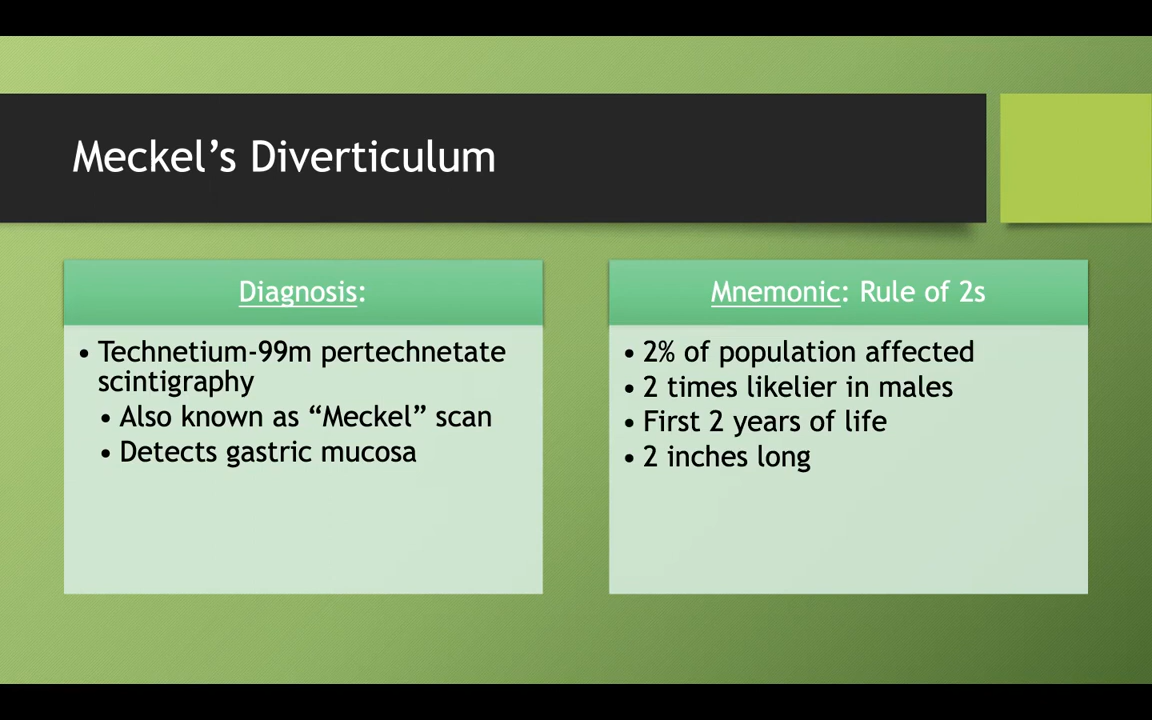 Meckel’s Diverticulum
Diagnosis:
• Technetium-99m pertechnetate
scintigraphy
• Also known as “Meckel” scan
• Detects gastric mucosa
Mnemonic: Rule of 2s
• 2% of population affected
• 2 times likelier in males
• First 2 years of life
• 2 inches long